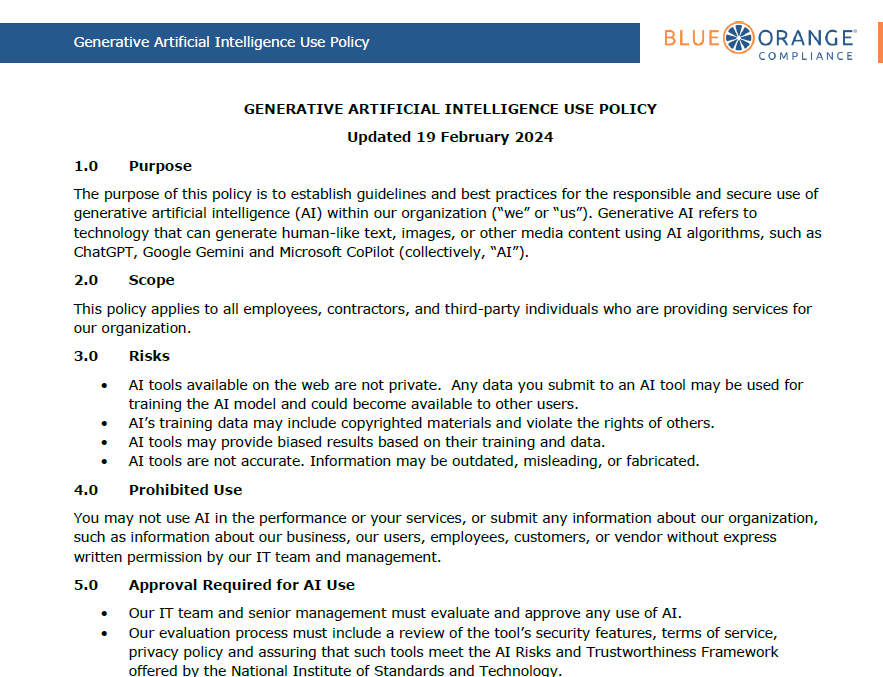 Generative Artificial Intelligence Use Policy
BLUE ORANGE
COMPLIANCE
GENERATIVE ARTIFICIAL INTELLIGENCE USE POLICY
Updated 19 February 2024
1.0 Purpose
The purpose of this policy is to establish guidelines and best practices for the responsible and secure use of
generative artificial intelligence (AI) within our organization (“we” or “us”). Generative AI refers to
technology that can generate human-like text, images, or other media content using AI algorithms, such as
ChatGPT, Google Gemini and Microsoft CoPilot (collectively, “AI”).
2.0 Scope
This policy applies to all employees, contractors, and third-party individuals who are providing services for
our organization.
3.0 Risks
• AI tools available on the web are not private. Any data you submit to an AI tool may be used for
training the AI model and could become available to other users.
• AI’s training data may include copyrighted materials and violate the rights of others.
• AI tools may provide biased results based on their training and data.
• AI tools are not accurate. Information may be outdated, misleading, or fabricated.
4.0 Prohibited Use
You may not use AI in the performance or your services, or submit any information about our organization,
such as information about our business, our users, employees, customers, or vendor without express
written permission by our IT team and management.
5.0 Approval Required for AI Use
• Our IT team and senior management must evaluate and approve any use of AI.
• Our evaluation process must include a review of the tool’s security features, terms of service,
privacy policy and assuring that such tools meet the AI Risks and Trustworthiness Framework
offered by the National Institute of Standards and Technology.